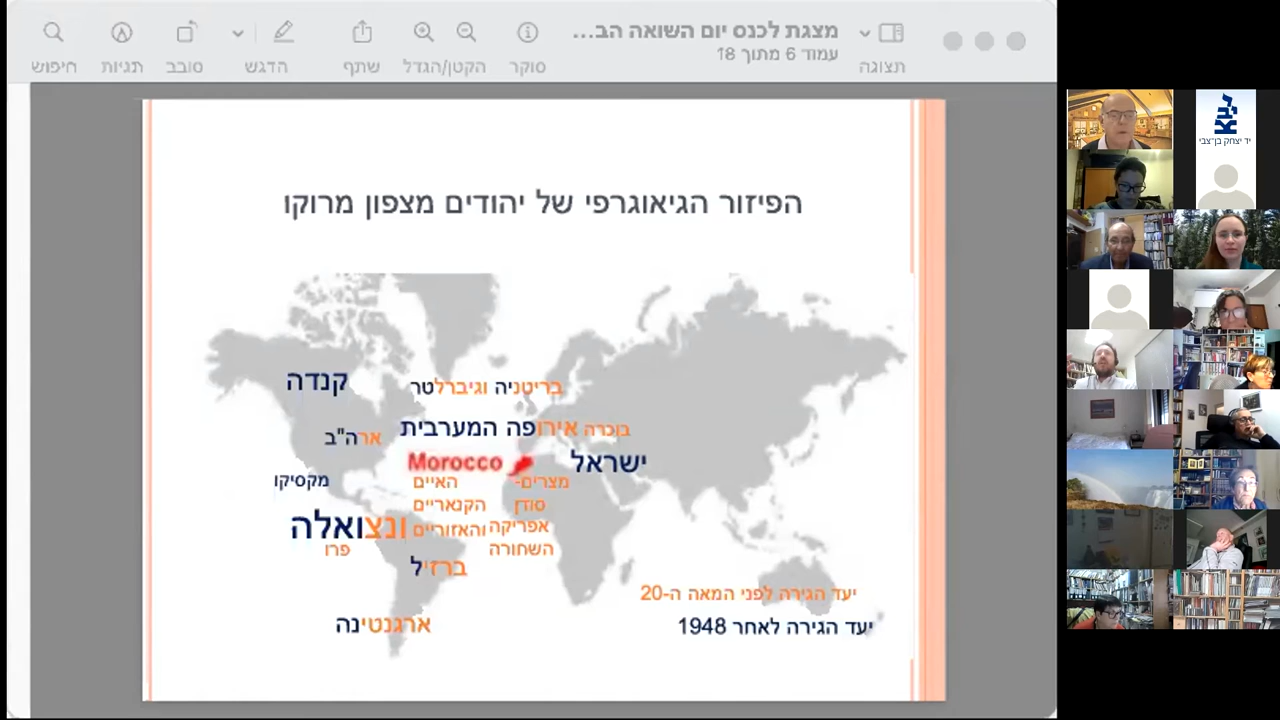 מצגת לכנס יום השואה הב...
עמוד 6 מתוך 18
תצוגה
סוקר
הקטן/הגדל
שתף
הדגש
סובב
תגיות
חיפוש
הפיזור הגיאוגרפי של יהודים מצפון מרוקו
קנדה
בריטניה וגיברלטר
ארה"ב
אירופה המערבית
בוכרה
Morocco
ישראל
מקסיקו
האיים
הקנאריים
והאזוריים
מצרים-
סודן
אפריקה
השחורה
ונצואלה
פרו
ברזיל
ארגנטינה
יעד הגירה לפני המאה ה-20
יעד הגירה לאחר 1948
יד יצחק בן־צבי